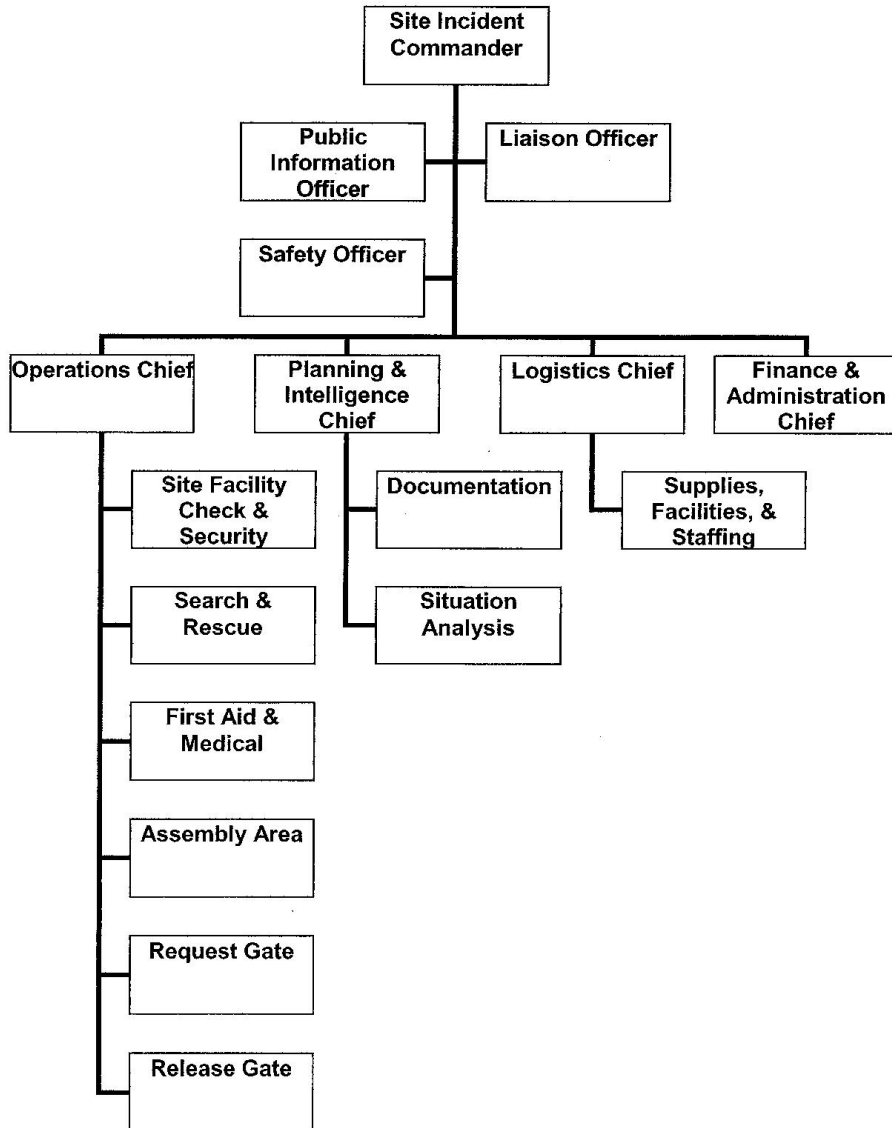 Site Incident
Commander
Public
Information
Officer
Liaison Officer
Safety Officer
Operations Chief
Planning &
Intelligence
Chief
Logistics Chief
Finance &
Administration
Chief
Site Facility
Check &
Security
Documentation
Supplies,
Facilities, &
Staffing
Search &
Rescue
Situation
Analysis
First Aid &
Medical
Assembly Area
Request Gate
Release Gate